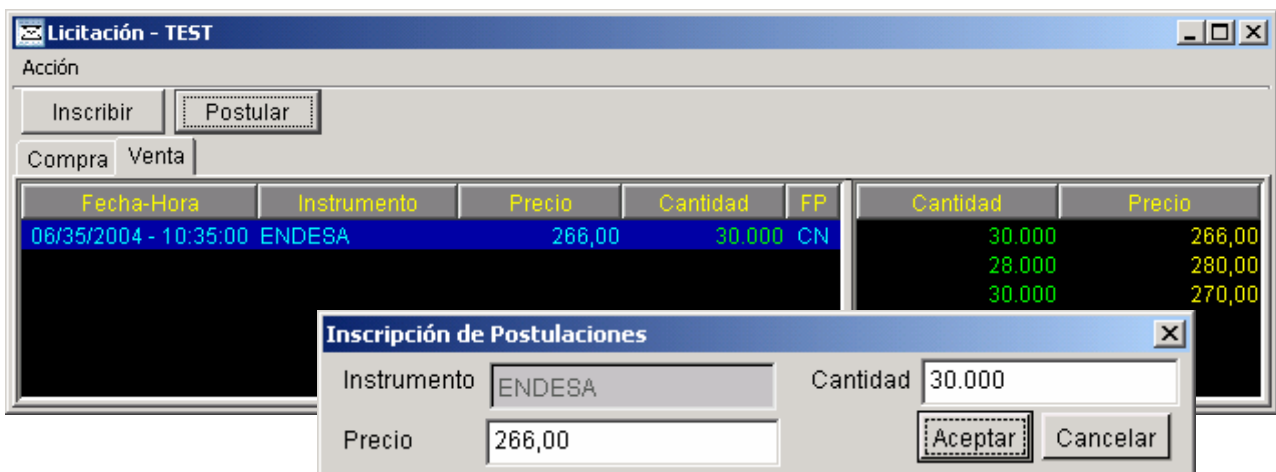 Licitación - TEST
Acción
Inscribir Postular
Compra Venta
Fecha-Hora Instrumento Precio Cantidad FP Cantidad Precio
06/35/2004 - 10:35:00 ENDESA 266,00 30.000 CN 30.000 266,00
28.000 280,00
30.000 270,00
Inscripción de Postulaciones
Instrumento ENDESA Cantidad 30.000
Precio 266,00 Aceptar Cancelar